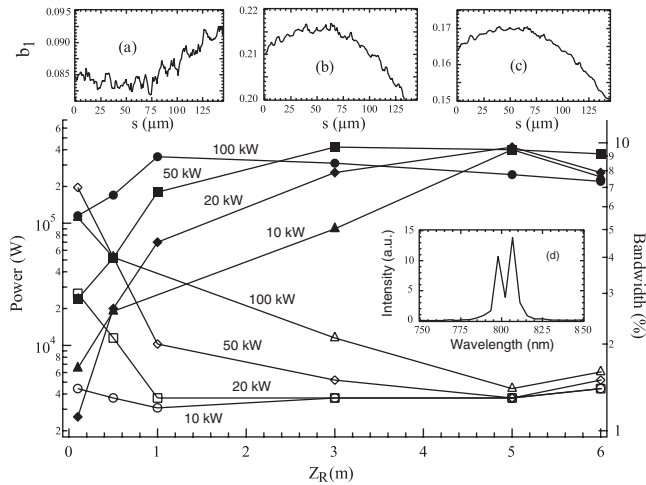 0.095
0.085
b1
(a)
0 25 50 75 100 125
s (μm)
0.22
0.21
0.20
(b)
0 25 50 75 100 125
s (μm)
0.17
0.16
0.15
(c)
0 25 50 75 100 125
s (μm)
Power (W)
6
4
2
10^5
8
6
4
2
10^4
8
6
4
2
100 kW
50 kW
20 kW
10 kW
100 kW
50 kW
20 kW
10 kW
Intensity (a.u.)
15
10
5
0
(d)
750 775 800 825 850
Wavelength (nm)
10
9
8
7
6
5
4
3
2
1
Bandwidth (%)
0 1 2 3 4 5 6
ZR(m)